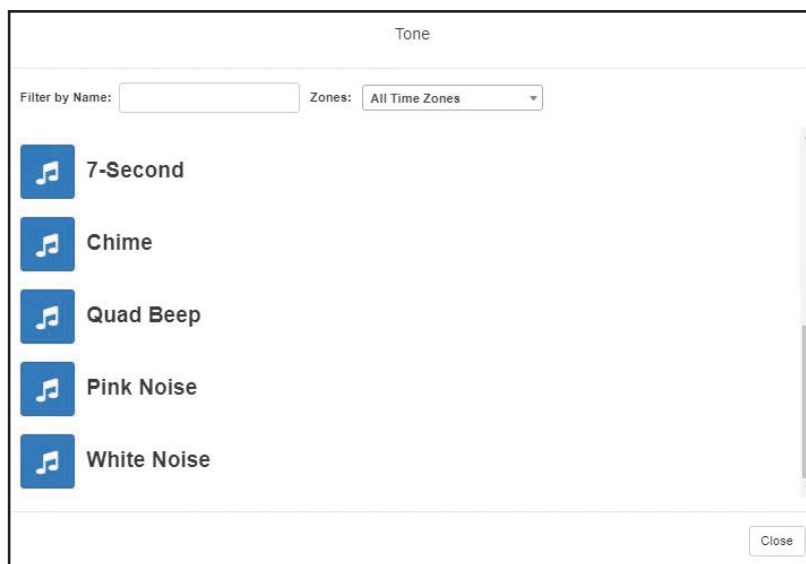 Tone
Filter by Name: Zones: All Time Zones
7-Second
Chime
Quad Beep
Pink Noise
White Noise
Close